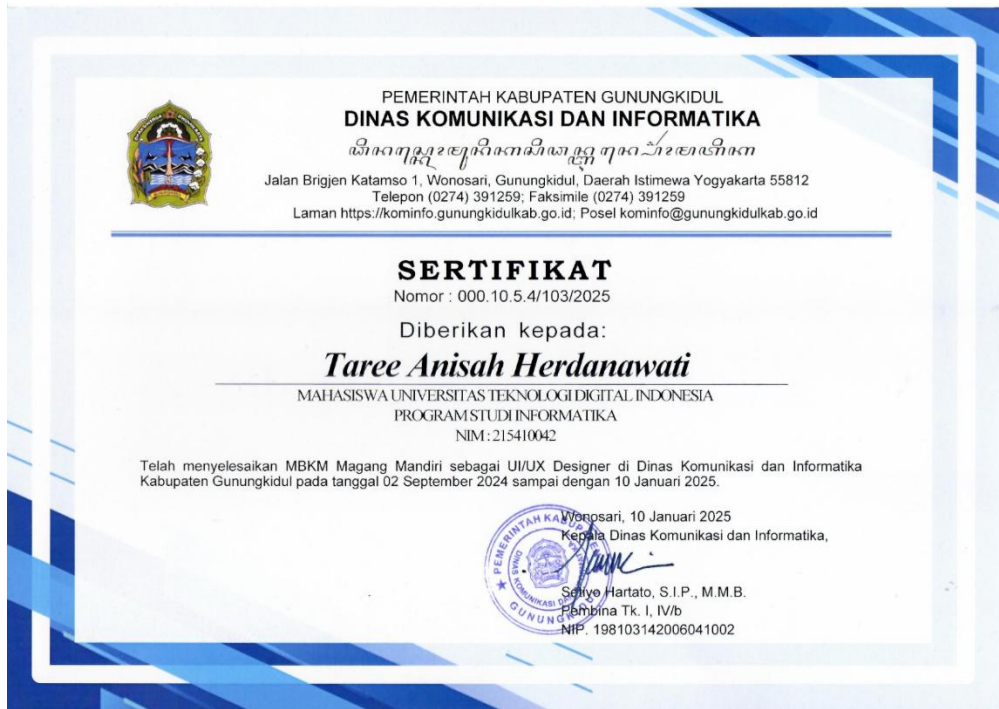 PEMERINTAH KABUPATEN GUNUNGKIDUL
DINAS KOMUNIKASI DAN INFORMATIKA
Jalan Brigjen Katamso 1, Wonosari, Gunungkidul, Daerah Istimewa Yogyakarta 55812
Telepon (0274) 391259; Faksimile (0274) 391259
Laman https://kominfo.gunungkidulkab.go.id; Posel kominfo@gunungkidulkab.go.id
SERTIFIKAT
Nomor : 000.10.5.4/103/2025
Diberikan kepada:
Taree Anisah Herdanawati
MAHASISWA UNIVERSITAS TEKNOLOGI DIGITAL INDONESIA
PROGRAM STUDI INFORMATIKA
NIM : 215410042
Telah menyelesaikan MBKM Magang Mandiri sebagai UI/UX Designer di Dinas Komunikasi dan Informatika
Kabupaten Gunungkidul pada tanggal 02 September 2024 sampai dengan 10 Januari 2025.
Wonosari, 10 Januari 2025
Kepala Dinas Komunikasi dan Informatika,
Setiyo Hartato, S.I.P., M.M.B.
Pembina Tk. I, IV/b
NIP. 198103142006041002